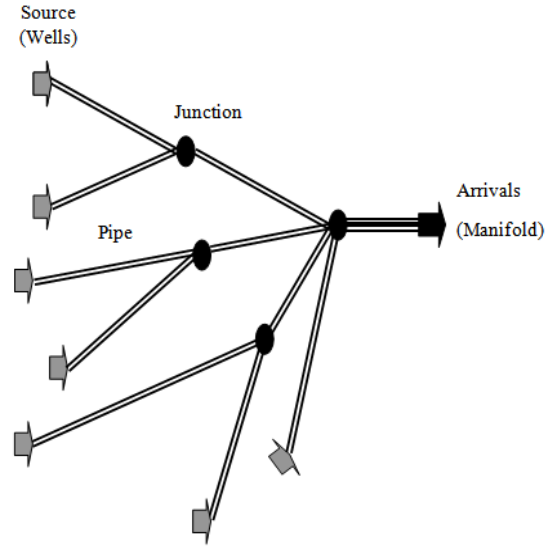 Source
(Wells)
Junction
Arrivals
(Manifold)
Pipe